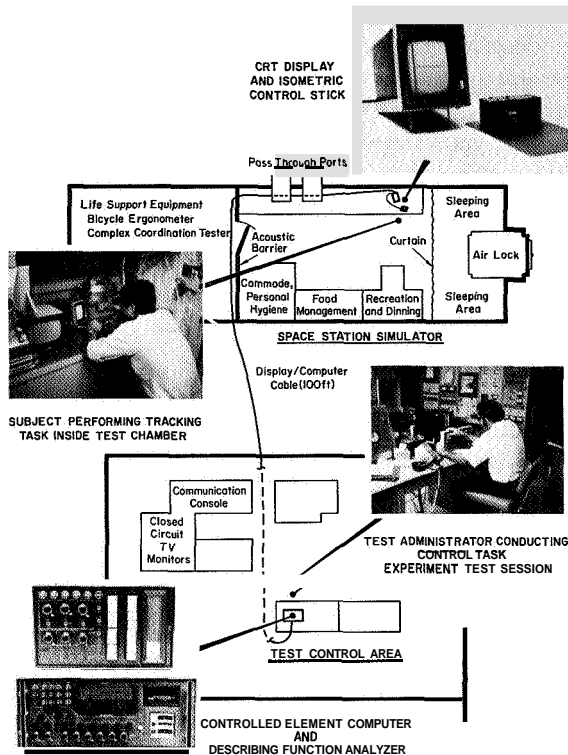 CRT DISPLAY
AND ISOMETRIC
CONTROL STICK
Pass Through Ports
Life Support Equipment
Bicycle Ergonometer
Complex Coordination Tester
Acoustic
Barrier
Curtain
Sleeping
Area
Air Lock
Commode,
Personal
Hygiene
Food
Management
Recreation
and Dinning
Sleeping
Area
SPACE STATION SIMULATOR
Display/Computer
Cable (100ft)
SUBJECT PERFORMING TRACKING
TASK INSIDE TEST CHAMBER
Communication
Console
Closed
Circuit
TV
Monitors
TEST ADMINISTRATOR CONDUCTING
CONTROL TASK
EXPERIMENT TEST SESSION
TEST CONTROL AREA
CONTROLLED ELEMENT COMPUTER
AND
DESCRIBING FUNCTION ANALYZER